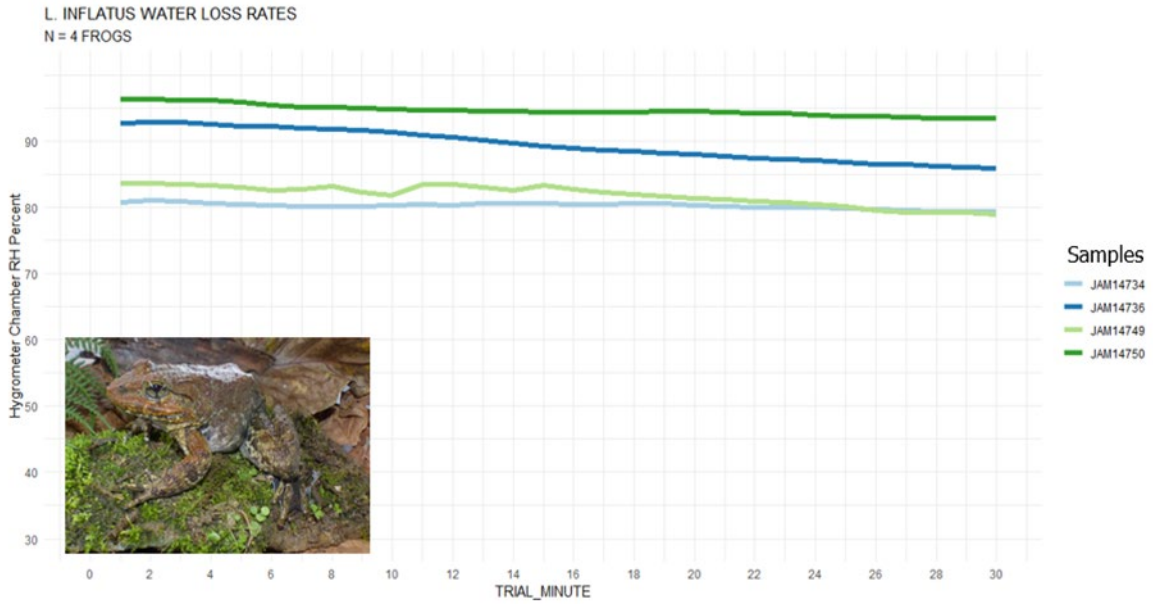 L. INFLATUS WATER LOSS RATES
N = 4 FROGS
Hygrometer Chamber RH Percent
90
80
70
60
50
40
30
0 2 4 6 8 10 12 14 16 18 20 22 24 26 28 30
TRIAL_MINUTE
Samples
JAM14734
JAM14736
JAM14749
JAM14750